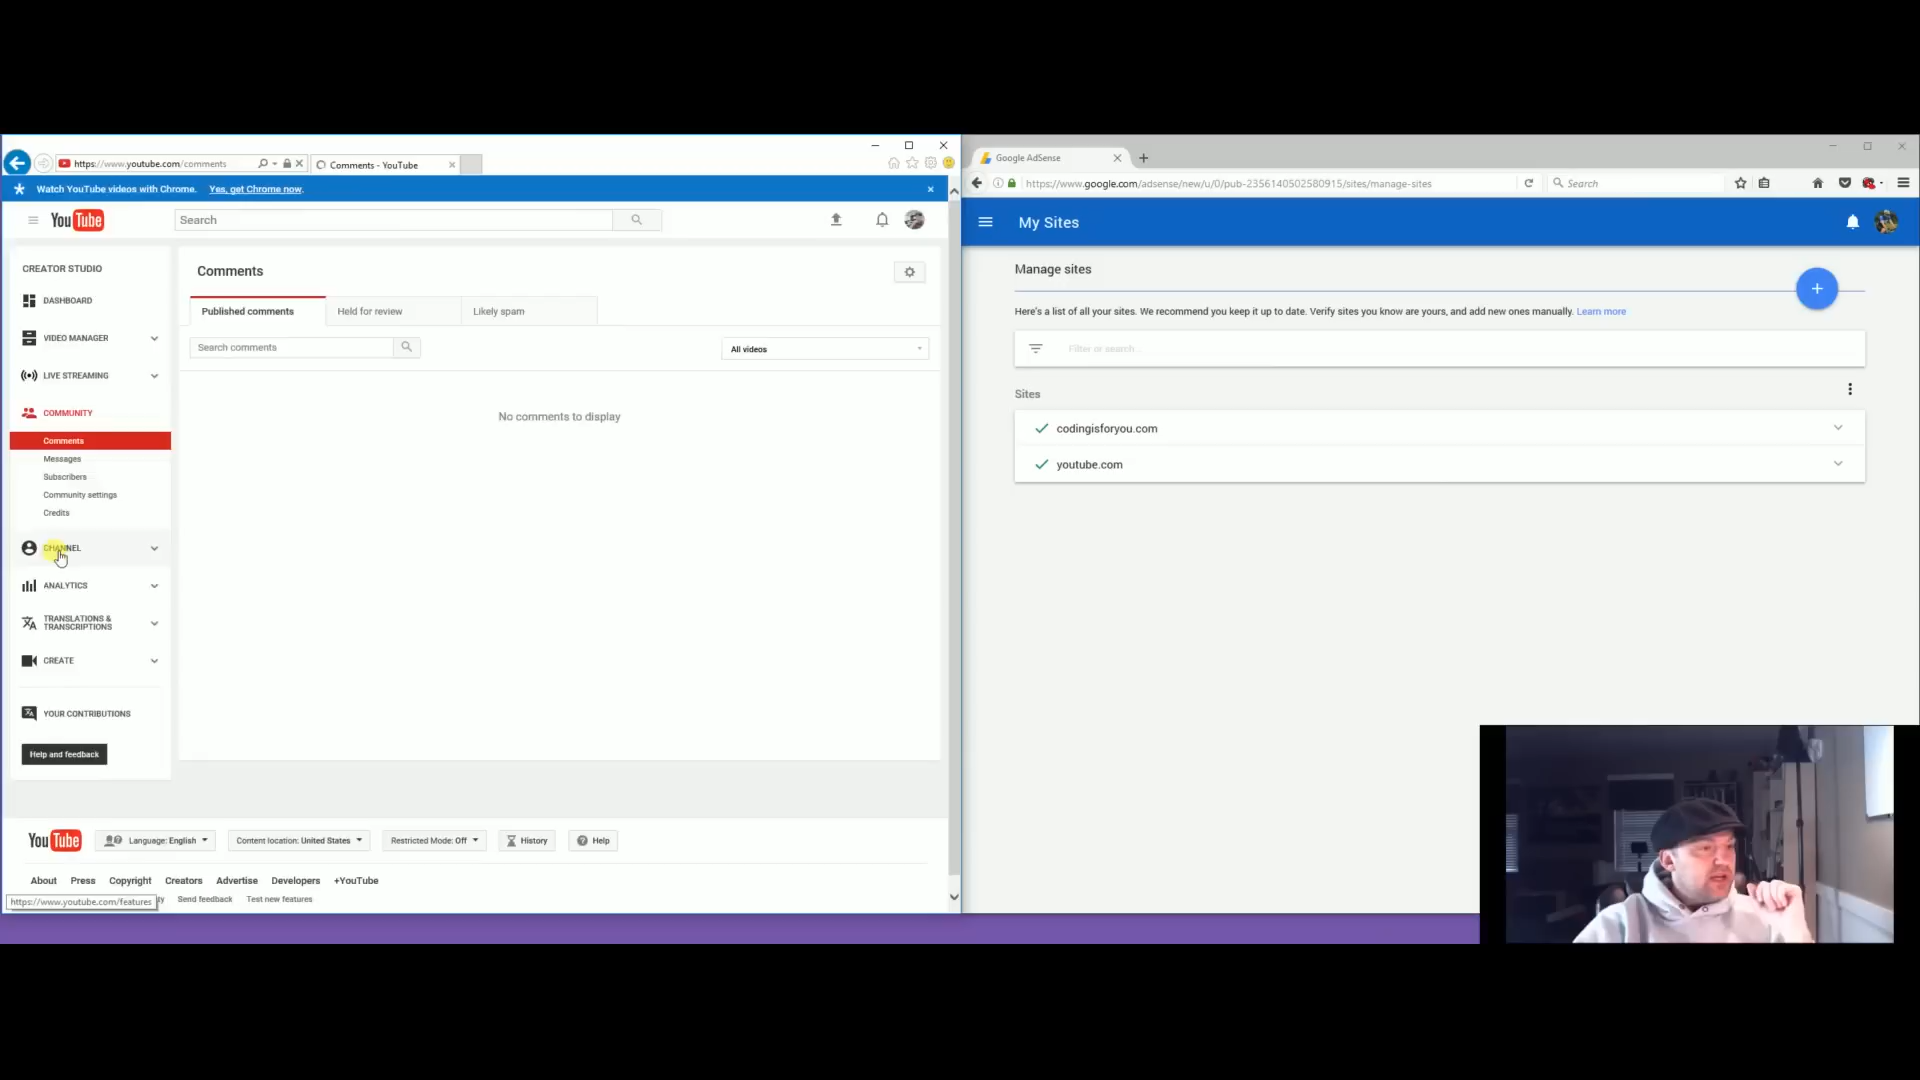 https://www.youtube.com/comments
Comments - YouTube
Watch YouTube videos with Chrome. Yes, get Chrome now.
YouTube
Search
CREATOR STUDIO
DASHBOARD
VIDEO MANAGER
LIVE STREAMING
COMMUNITY
Comments
Messages
Subscribers
Community settings
Credits
CHANNEL
ANALYTICS
TRANSLATIONS &
TRANSCRIPTIONS
CREATE
YOUR CONTRIBUTIONS
Help and feedback
Comments
Published comments
Held for review
Likely spam
Search comments
All videos
No comments to display
YouTube
Language: English
Content location: United States
Restricted Mode: Off
History
Help
About Press Copyright Creators Advertise Developers +YouTube
https://www.youtube.com/features
Send feedback Test new features
Google AdSense
https://www.google.com/adsense/new/u/0/pub-2356140502580915/sites/manage-sites
Search
My Sites
Manage sites
Here's a list of all your sites. We recommend you keep it up to date. Verify sites you know are yours, and add new ones manually. Learn more
Filter or search...
Sites
codingisforyou.com
youtube.com